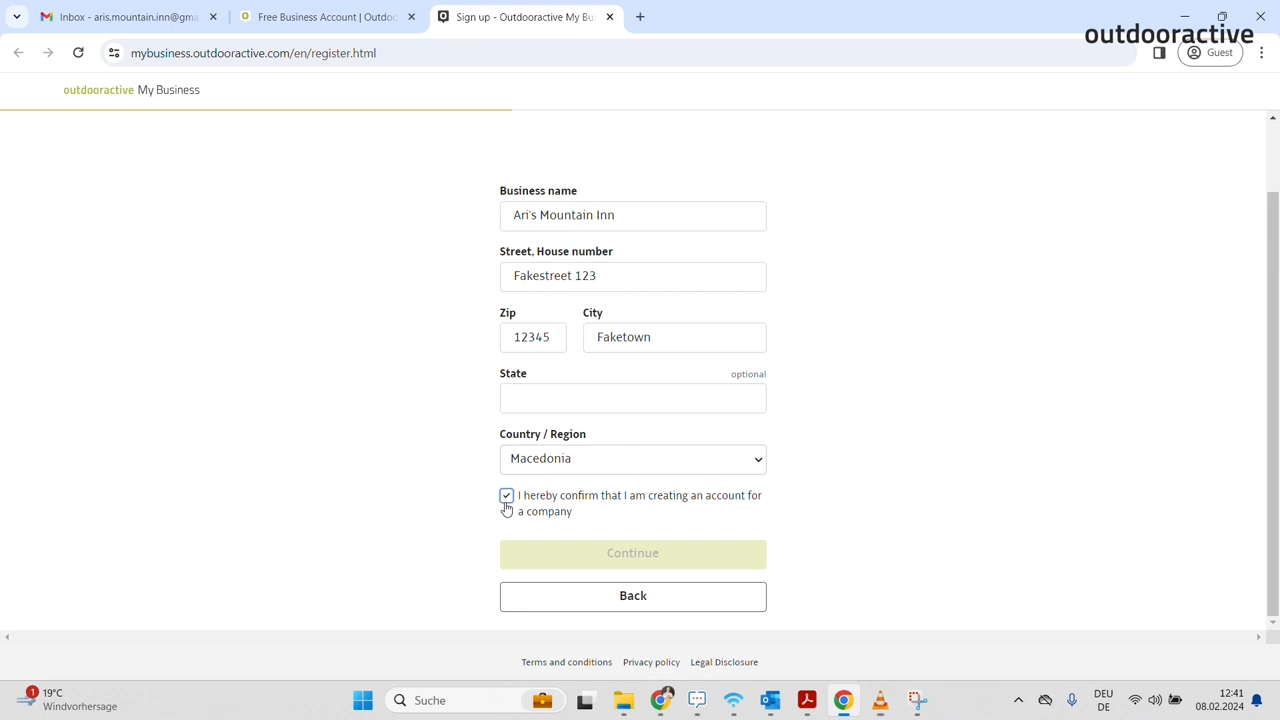 Inbox - aris.mountain.inn@gma
Free Business Account | Outdoo
Sign up - Outdooractive My Bu
outdooractive
mybusiness.outdooractive.com/en/register.html
Guest
outdooractive My Business
Business name
Ari's Mountain Inn
Street, House number
Fakestreet 123
Zip City
12345 Faketown
State optional
Country / Region
Macedonia
I hereby confirm that I am creating an account for
a company
Continue
Back
Terms and conditions Privacy policy Legal Disclosure
1
19°C
Windvorhersage
Suche
DEU
DE
12:41
08.02.2024